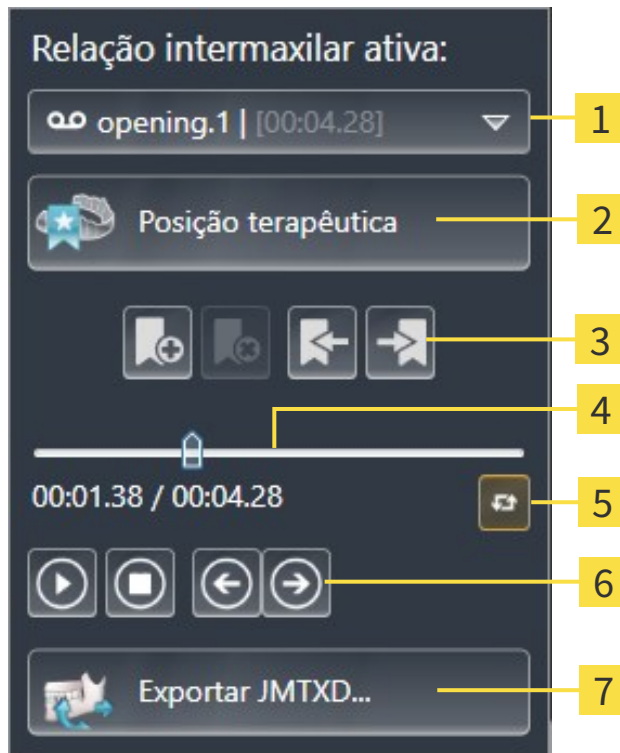 Relação intermaxilar ativa:
opening.1 | [00:04.28]
1
Posição terapêutica
2
3
4
00:01.38 / 00:04.28
5
6
Exportar JMTXD...
7